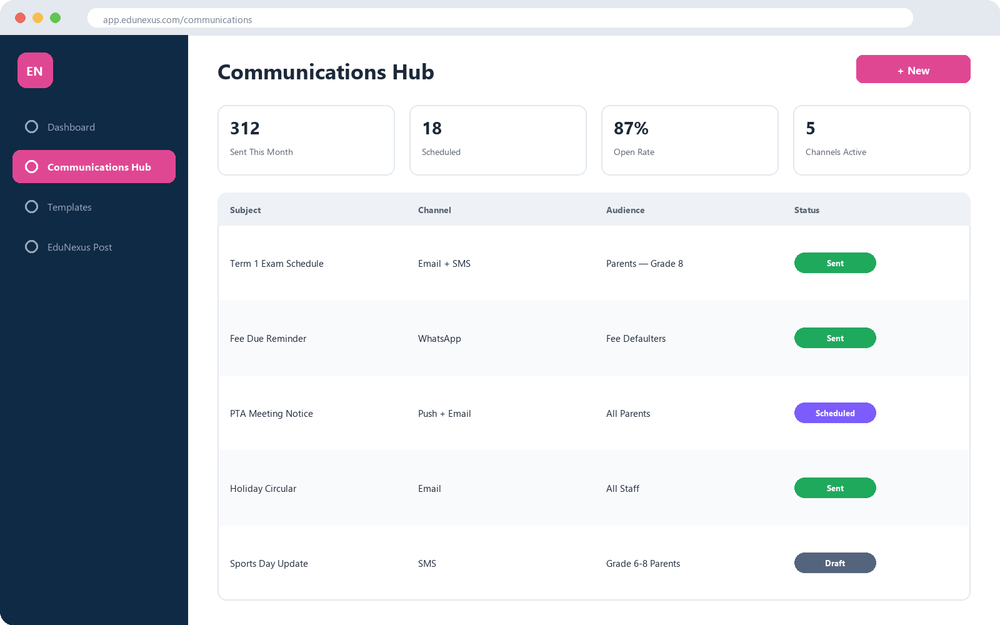 app.edunexus.com/communications
EN
Dashboard
Communications Hub
Templates
EduNexus Post
Communications Hub
+ New
312
Sent This Month
18
Scheduled
87%
Open Rate
5
Channels Active
Subject Channel Audience Status
Term 1 Exam Schedule Email + SMS Parents — Grade 8 Sent
Fee Due Reminder WhatsApp Fee Defaulters Sent
PTA Meeting Notice Push + Email All Parents Scheduled
Holiday Circular Email All Staff Sent
Sports Day Update SMS Grade 6-8 Parents Draft